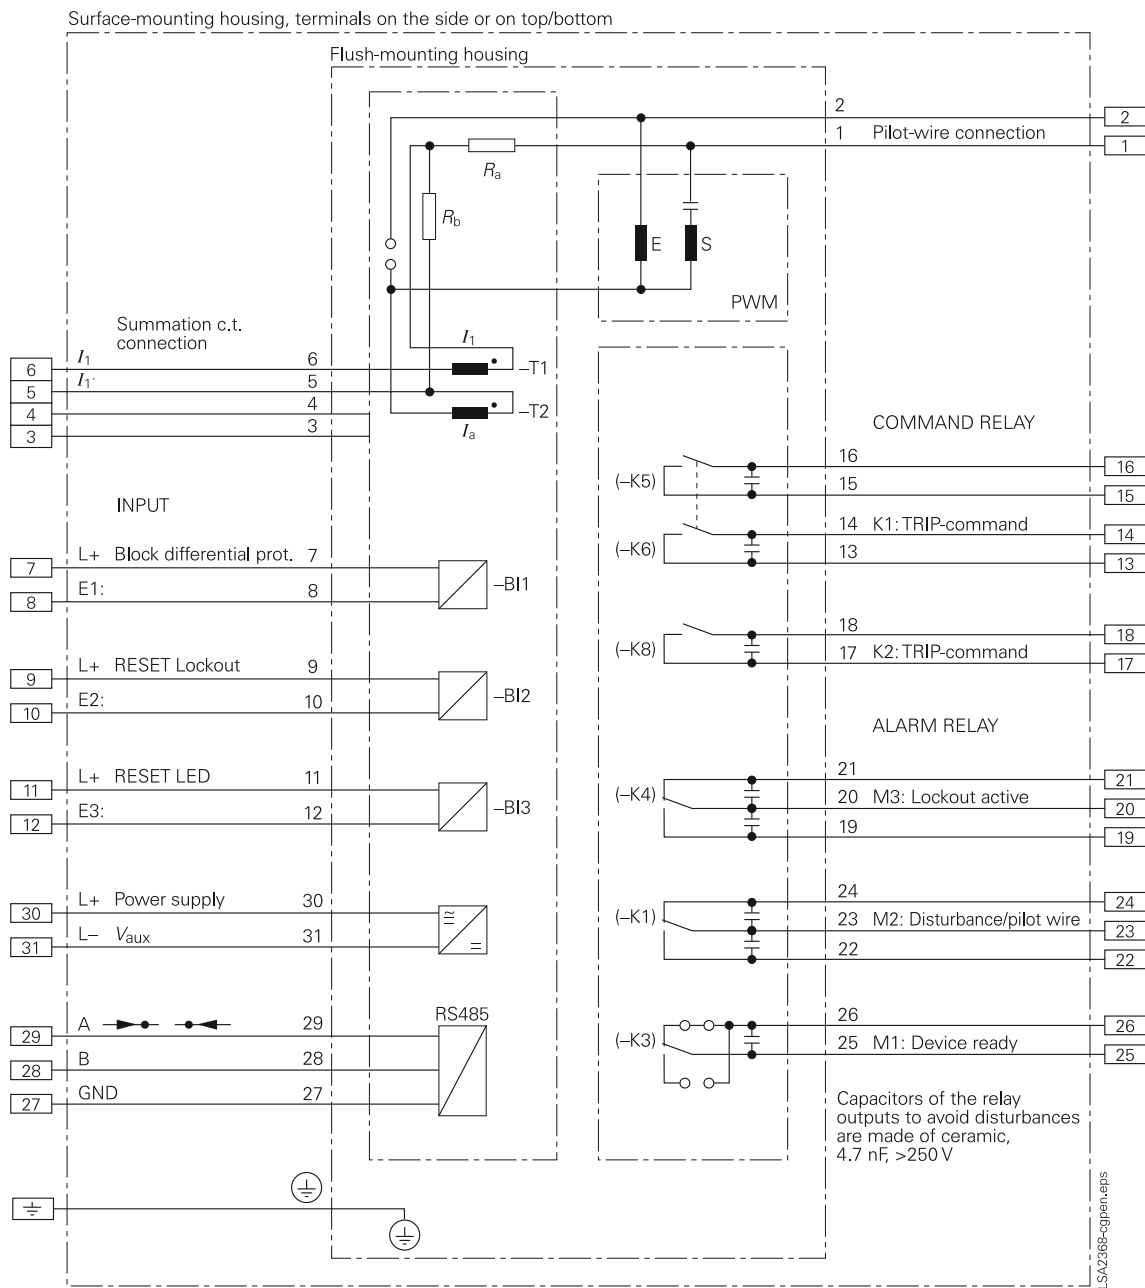 Surface-mounting housing, terminals on the side or on top/bottom
Flush-mounting housing
2 2
1 Pilot-wire connection 1
Ra
Rb
E S
PWM
Summation c.t.
connection
I1
6 I1 6 –T1
5 I1' 5
4 4 –T2
3 3
Ia
COMMAND RELAY
(–K5) 16 16
15 15
(–K6) 14 K1: TRIP-command 14
13 13
(–K8) 18 18
17 K2: TRIP-command 17
INPUT
7 L+ Block differential prot. 7 –BI1
8 E1: 8
9 L+ RESET Lockout 9 –BI2
10 E2: 10
11 L+ RESET LED 11 –BI3
12 E3: 12
30 L+ Power supply 30
31 L– Vaux 31
RS485
29 A 29
28 B 28
27 GND 27
ALARM RELAY
(–K4) 21 21
20 M3: Lockout active 20
19 19
(–K1) 24 24
23 M2: Disturbance/pilot wire 23
22 22
(–K3) 26 26
25 M1: Device ready 25
Capacitors of the relay
outputs to avoid disturbances
are made of ceramic,
4.7 nF, >250 V
LSA2368-cgpen.eps